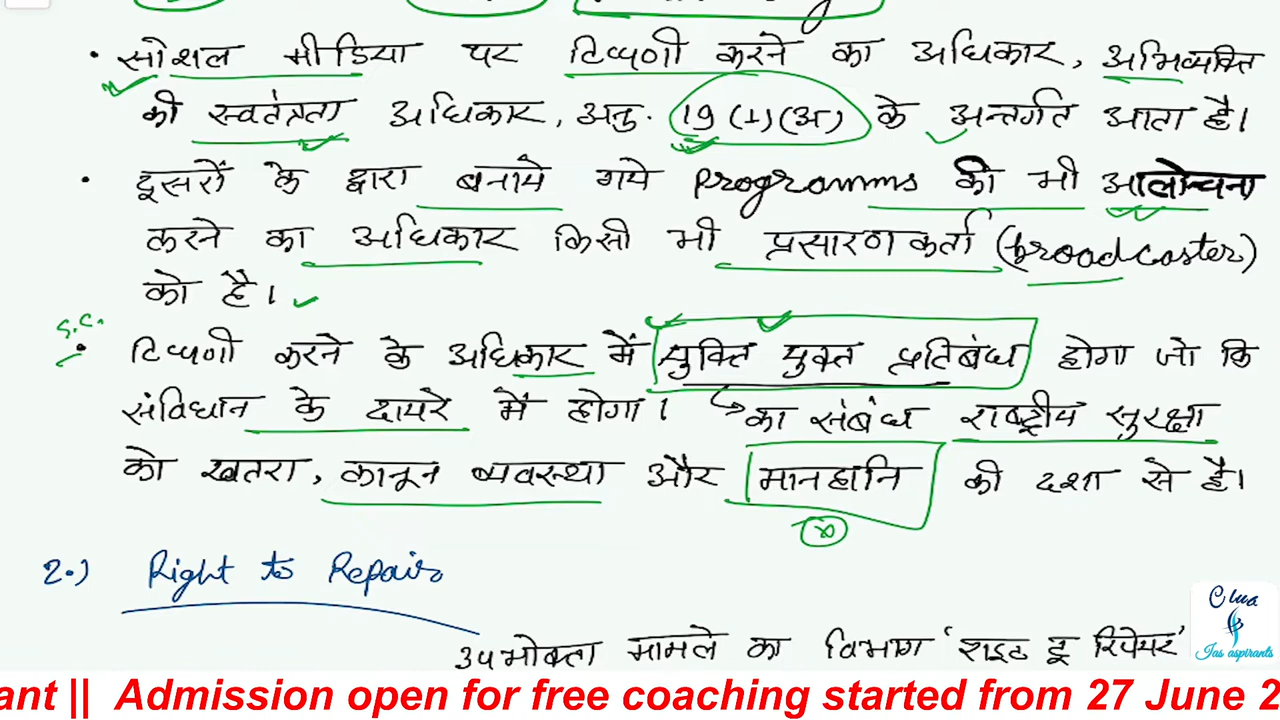 • सोशल मीडिया पर टिप्पणी करने का अधिकार, अभिव्यक्ति
की स्वतंत्रता अधिकार, अनु. 19 (1) (अ) के अन्तर्गत आता है।
• दूसरों के द्वारा बनाये गये Programms की भी आलोचना
करने का अधिकार किसी भी प्रसारणकर्ता (broadcaster)
को है।
S.C.
• टिप्पणी करने के अधिकार में युक्ति युक्त प्रतिबंध होगा जो कि
संविधान के दायरे में होगा। का संबंध राष्ट्रीय सुरक्षा
को खतरा, कानून व्यवस्था और मानहानि की दशा से है।
2.) Right to Repair
उपभोक्ता मामले का विभाग 'राइट टू रिपेयर'
Ias aspirants
ant || Admission open for free coaching started from 27 June 2